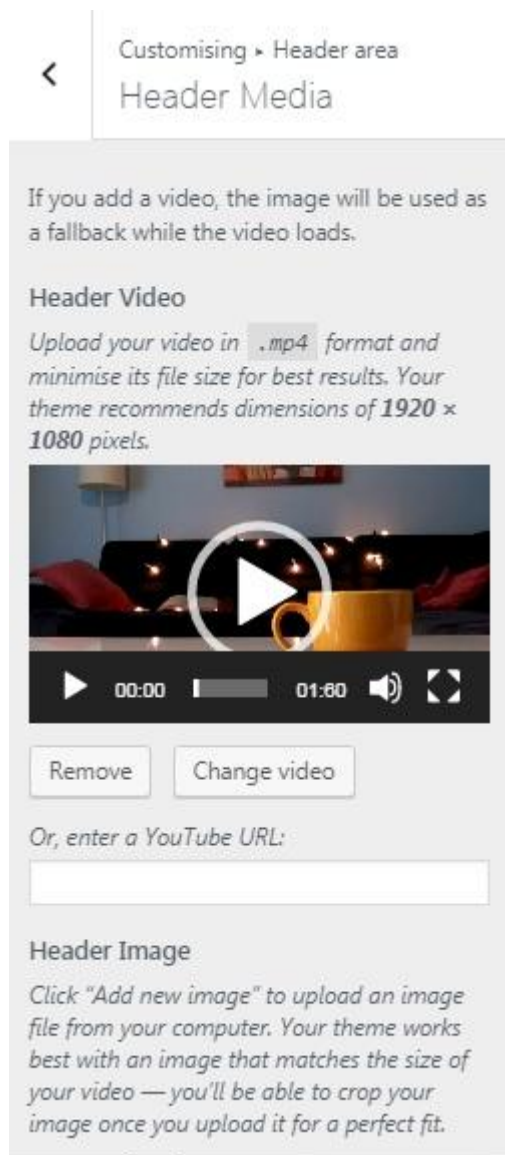 Customising ▸ Header area
Header Media
If you add a video, the image will be used as
a fallback while the video loads.
Header Video
Upload your video in .mp4 format and
minimise its file size for best results. Your
theme recommends dimensions of 1920 ×
1080 pixels.
00:00 01:60
Remove Change video
Or, enter a YouTube URL:
Header Image
Click “Add new image” to upload an image
file from your computer. Your theme works
best with an image that matches the size of
your video — you’ll be able to crop your
image once you upload it for a perfect fit.